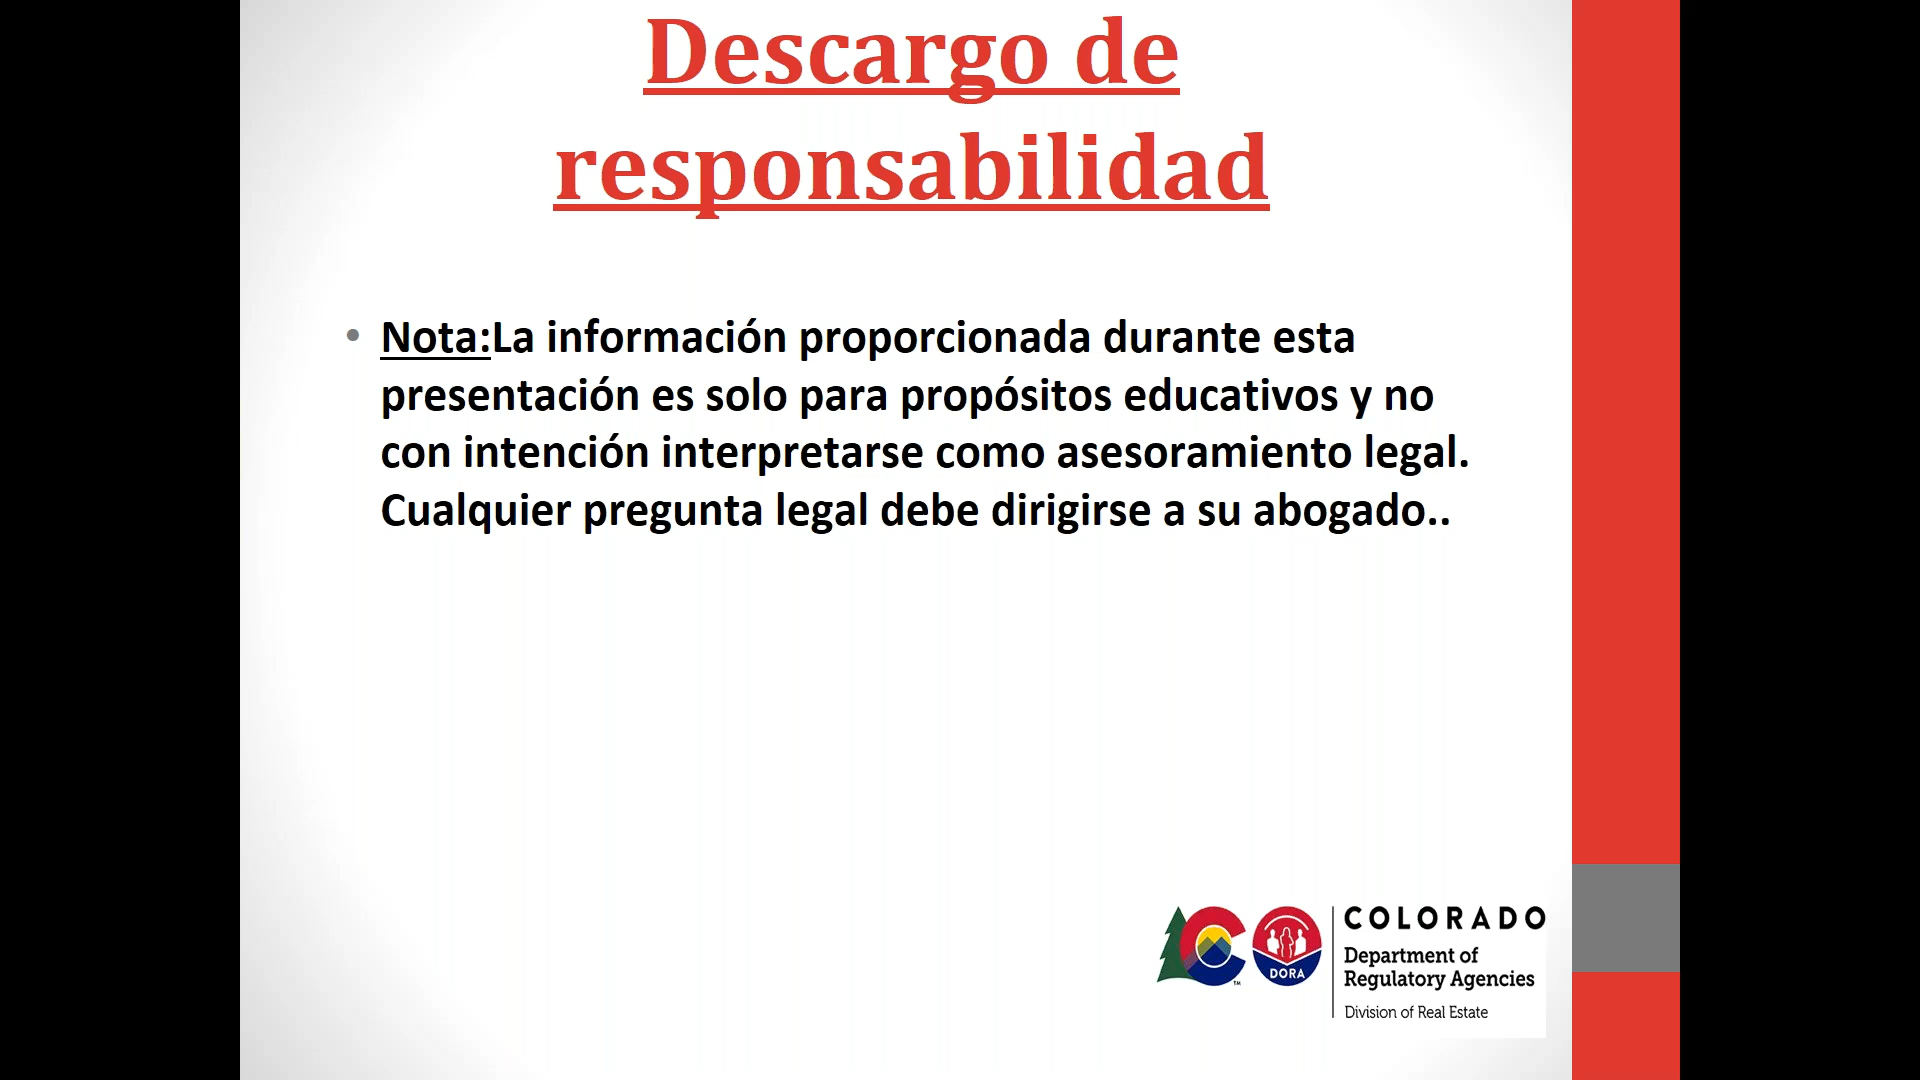 Descargo de
responsabilidad
• Nota:La información proporcionada durante esta
presentación es solo para propósitos educativos y no
con intención interpretarse como asesoramiento legal.
Cualquier pregunta legal debe dirigirse a su abogado..
TM
DORA
COLORADO
Department of
Regulatory Agencies
Division of Real Estate